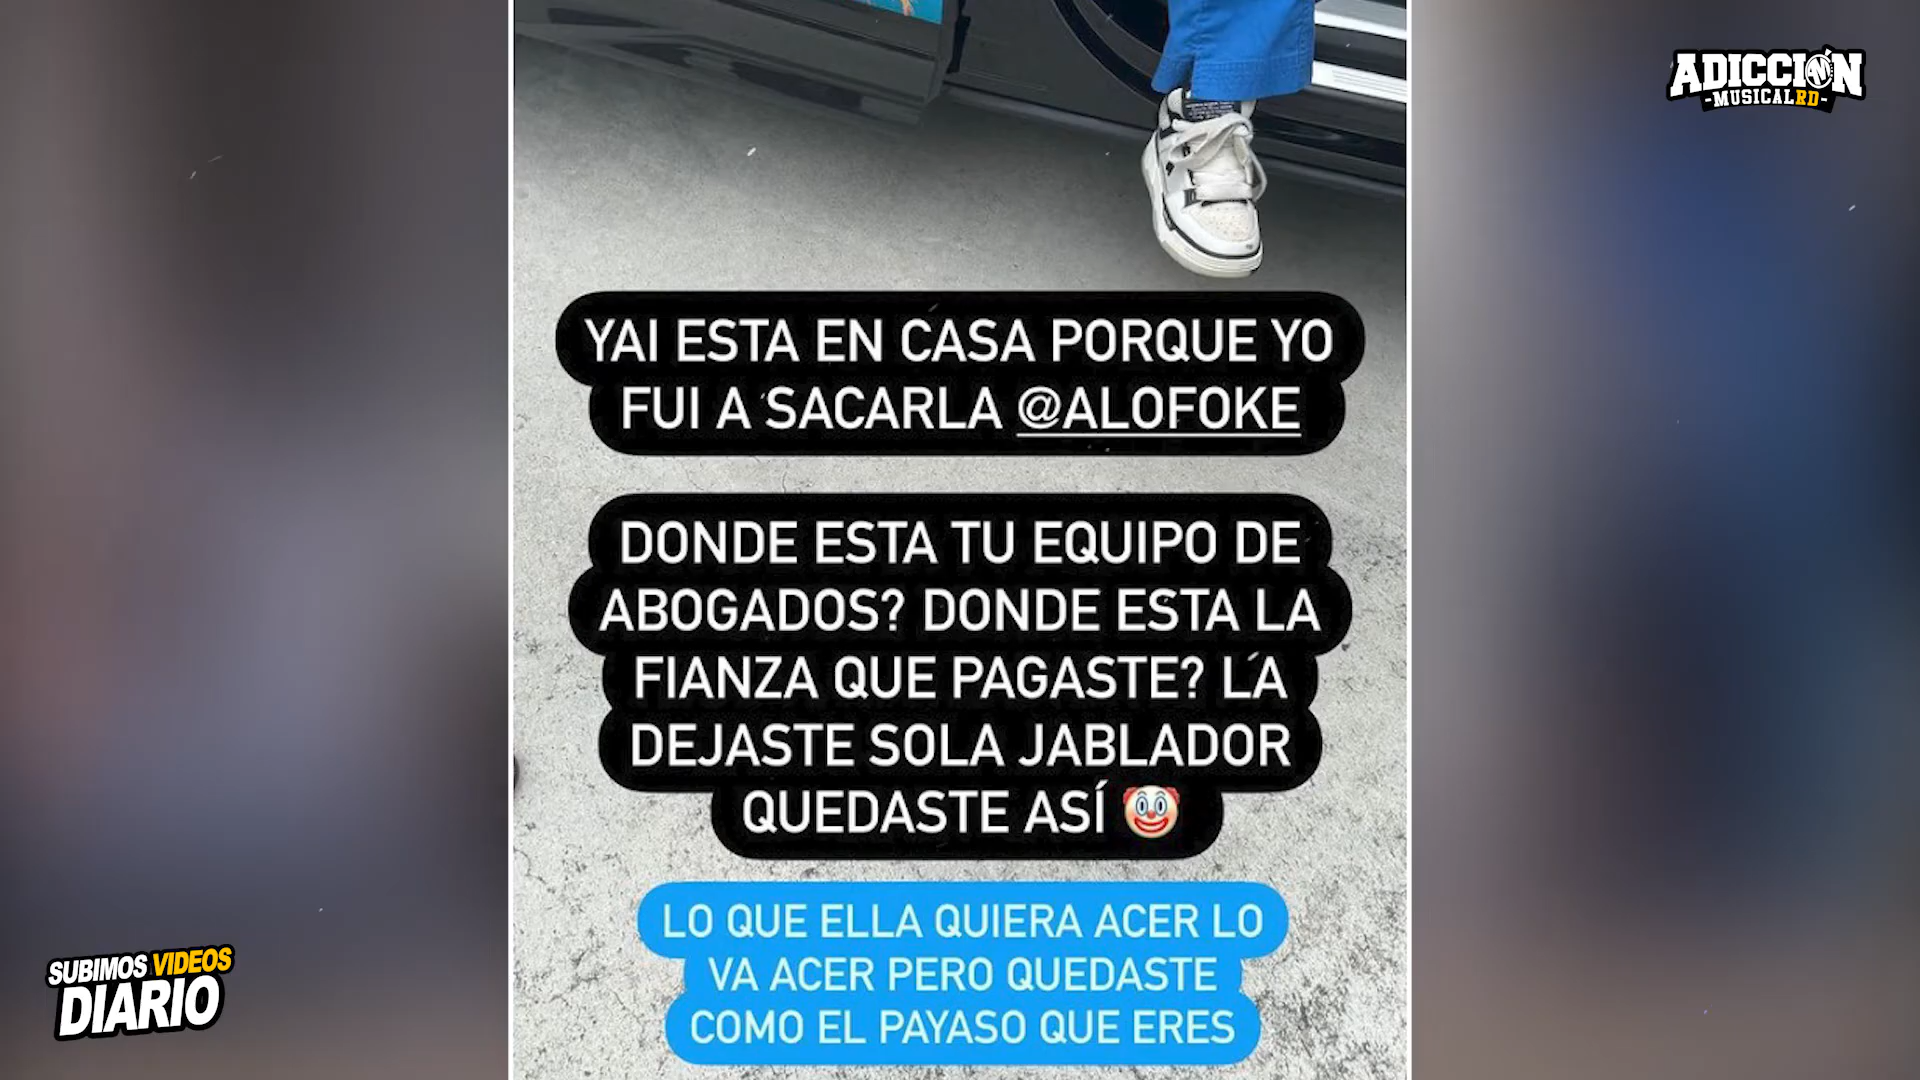 ADICCIÓN
-MUSICALRD-
YAI ESTA EN CASA PORQUE YO
FUI A SACARLA @ALOFOKE
DONDE ESTA TU EQUIPO DE
ABOGADOS? DONDE ESTA LA
FIANZA QUE PAGASTE? LA
DEJASTE SOLA JABLADOR
QUEDASTE ASÍ 🤡
LO QUE ELLA QUIERA ACER LO
VA ACER PERO QUEDASTE
COMO EL PAYASO QUE ERES
SUBIMOS VIDEOS
DIARIO